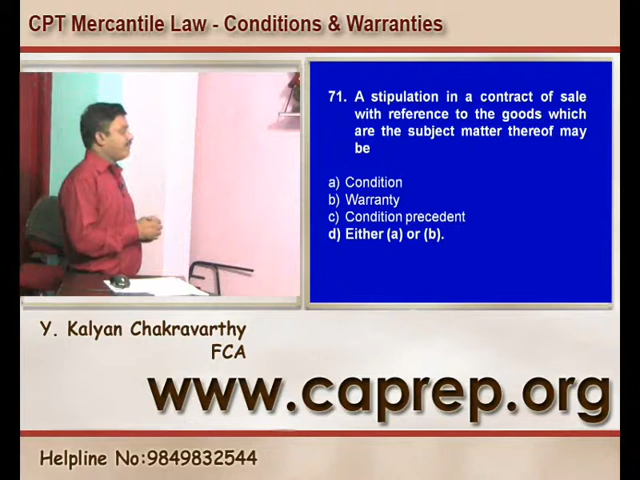 CPT Mercantile Law - Conditions & Warranties
71. A stipulation in a contract of sale
with reference to the goods which
are the subject matter thereof may
be
a) Condition
b) Warranty
c) Condition precedent
d) Either (a) or (b).
Y. Kalyan Chakravarthy
FCA
www.caprep.org
Helpline No:9849832544